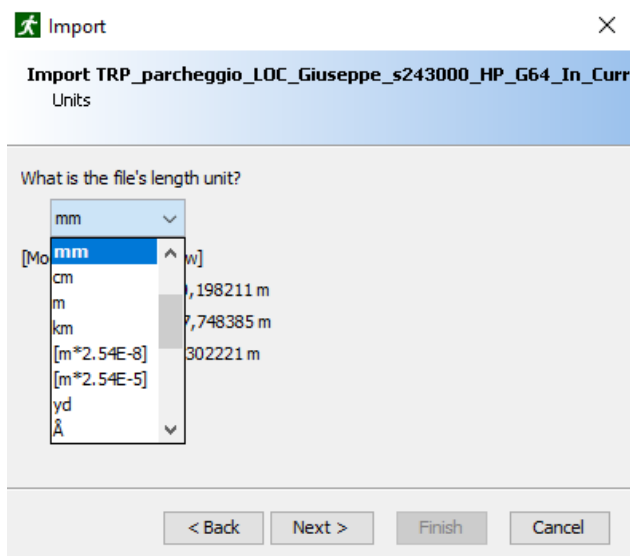 Import
Import TRP_parcheggio_LOC_Giuseppe_s243000_HP_G64_In_Curr
Units
What is the file's length unit?
mm
[Mo
w]
mm
,198211 m
cm
7,748385 m
m
302221 m
km
[m*2.54E-8]
[m*2.54E-5]
yd
Å
< Back
Next >
Finish
Cancel